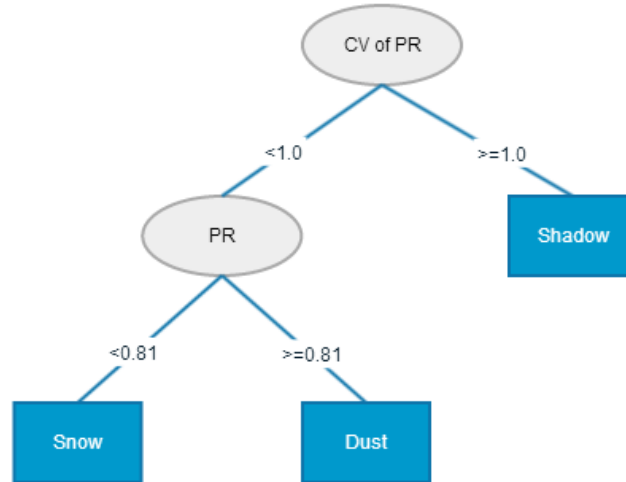 CV of PR
<1.0
>=1.0
PR
Shadow
<0.81
>=0.81
Snow
Dust